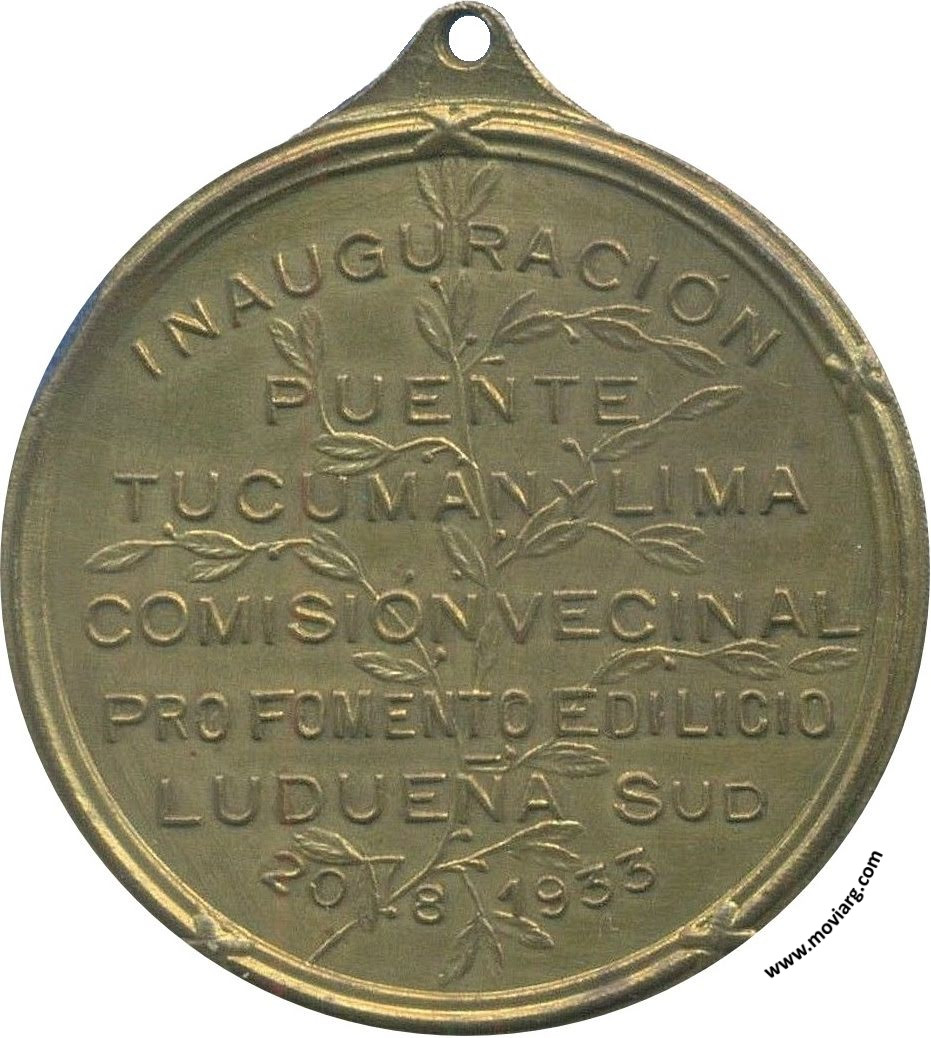 INAUGURACIÓN
PUENTE
TUCUMAN Y LIMA
COMISIÓN VECINAL
PRO FOMENTO EDILICIO
LUDUEÑA SUD
20-8-1933
www.moviarg.com